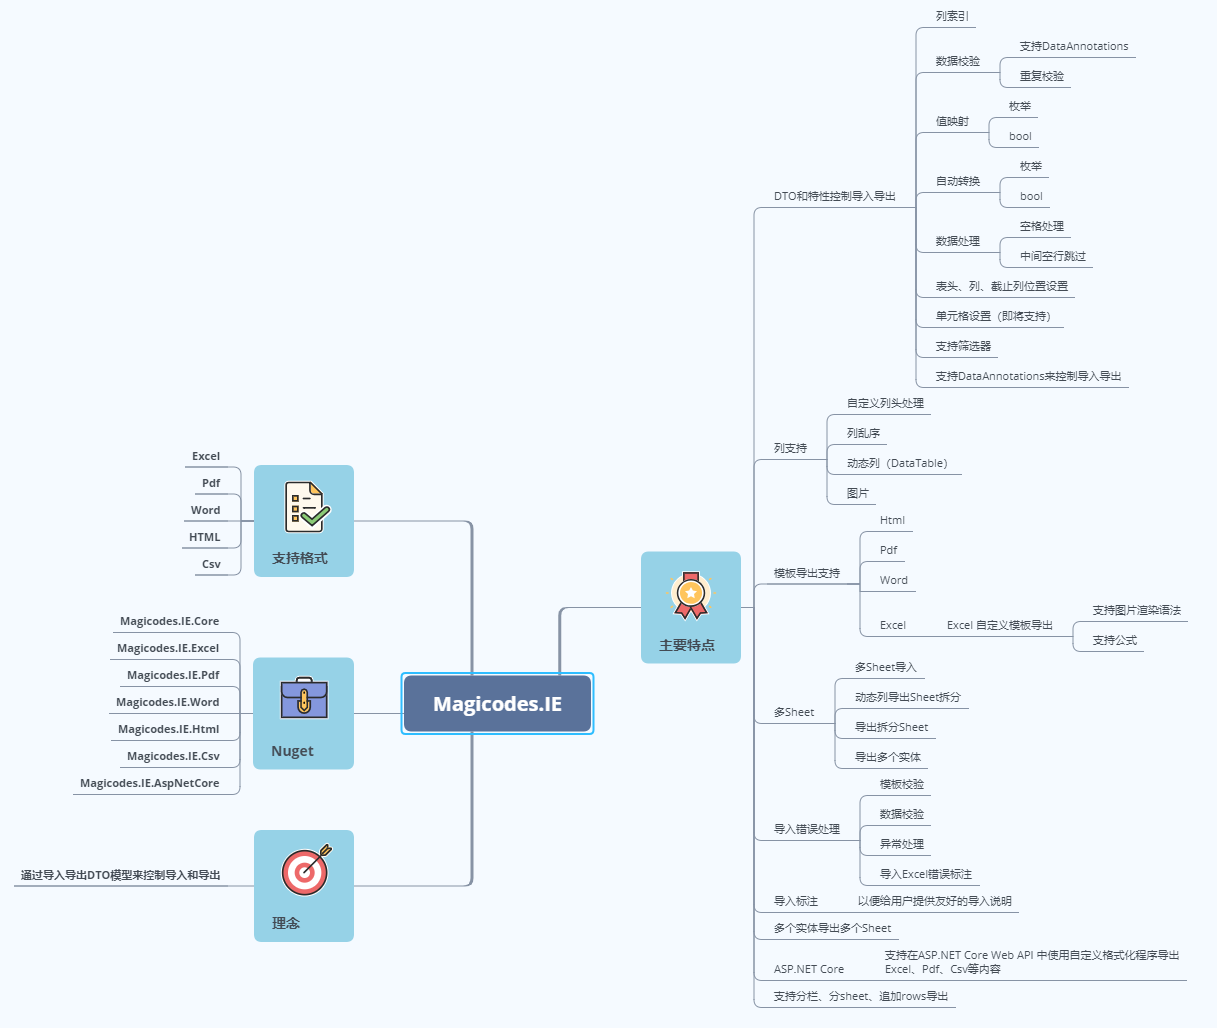 Magicodes.IE
支持格式
Excel
Pdf
Word
HTML
Csv
Nuget
Magicodes.IE.Core
Magicodes.IE.Excel
Magicodes.IE.Pdf
Magicodes.IE.Word
Magicodes.IE.Html
Magicodes.IE.Csv
Magicodes.IE.AspNetCore
理念
通过导入导出DTO模型来控制导入和导出
主要特点
DTO和特性控制导入导出
列索引
数据校验
支持DataAnnotations
重复校验
值映射
枚举
bool
自动转换
枚举
bool
数据处理
空格处理
中间空行跳过
表头、列、截止列位置设置
单元格设置（即将支持）
支持筛选器
支持DataAnnotations来控制导入导出
列支持
自定义列头处理
列乱序
动态列（DataTable）
图片
模板导出支持
Html
Pdf
Word
Excel
Excel 自定义模板导出
支持图片渲染语法
支持公式
多Sheet
多Sheet导入
动态列导出Sheet拆分
导出拆分Sheet
导出多个实体
导入错误处理
模板校验
数据校验
异常处理
导入Excel错误标注
导入标注
以便给用户提供友好的导入说明
多个实体导出多个Sheet
ASP.NET Core
支持在ASP.NET Core Web API 中使用自定义格式化程序导出
Excel、Pdf、Csv等内容
支持分栏、分sheet、追加rows导出